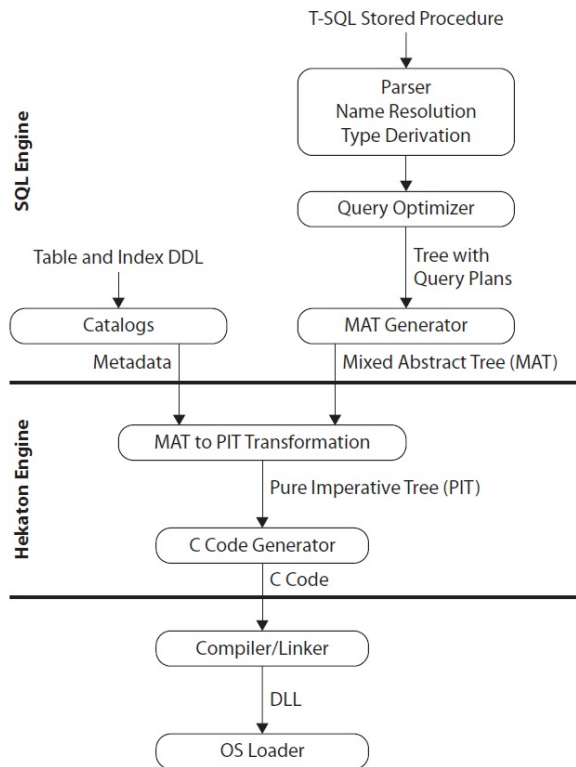 T-SQL Stored Procedure
Parser
Name Resolution
Type Derivation
SQL Engine
Query Optimizer
Tree with
Query Plans
Table and Index DDL
Catalogs
MAT Generator
Metadata
Mixed Abstract Tree (MAT)
Hekaton Engine
MAT to PIT Transformation
Pure Imperative Tree (PIT)
C Code Generator
C Code
Compiler/Linker
DLL
OS Loader